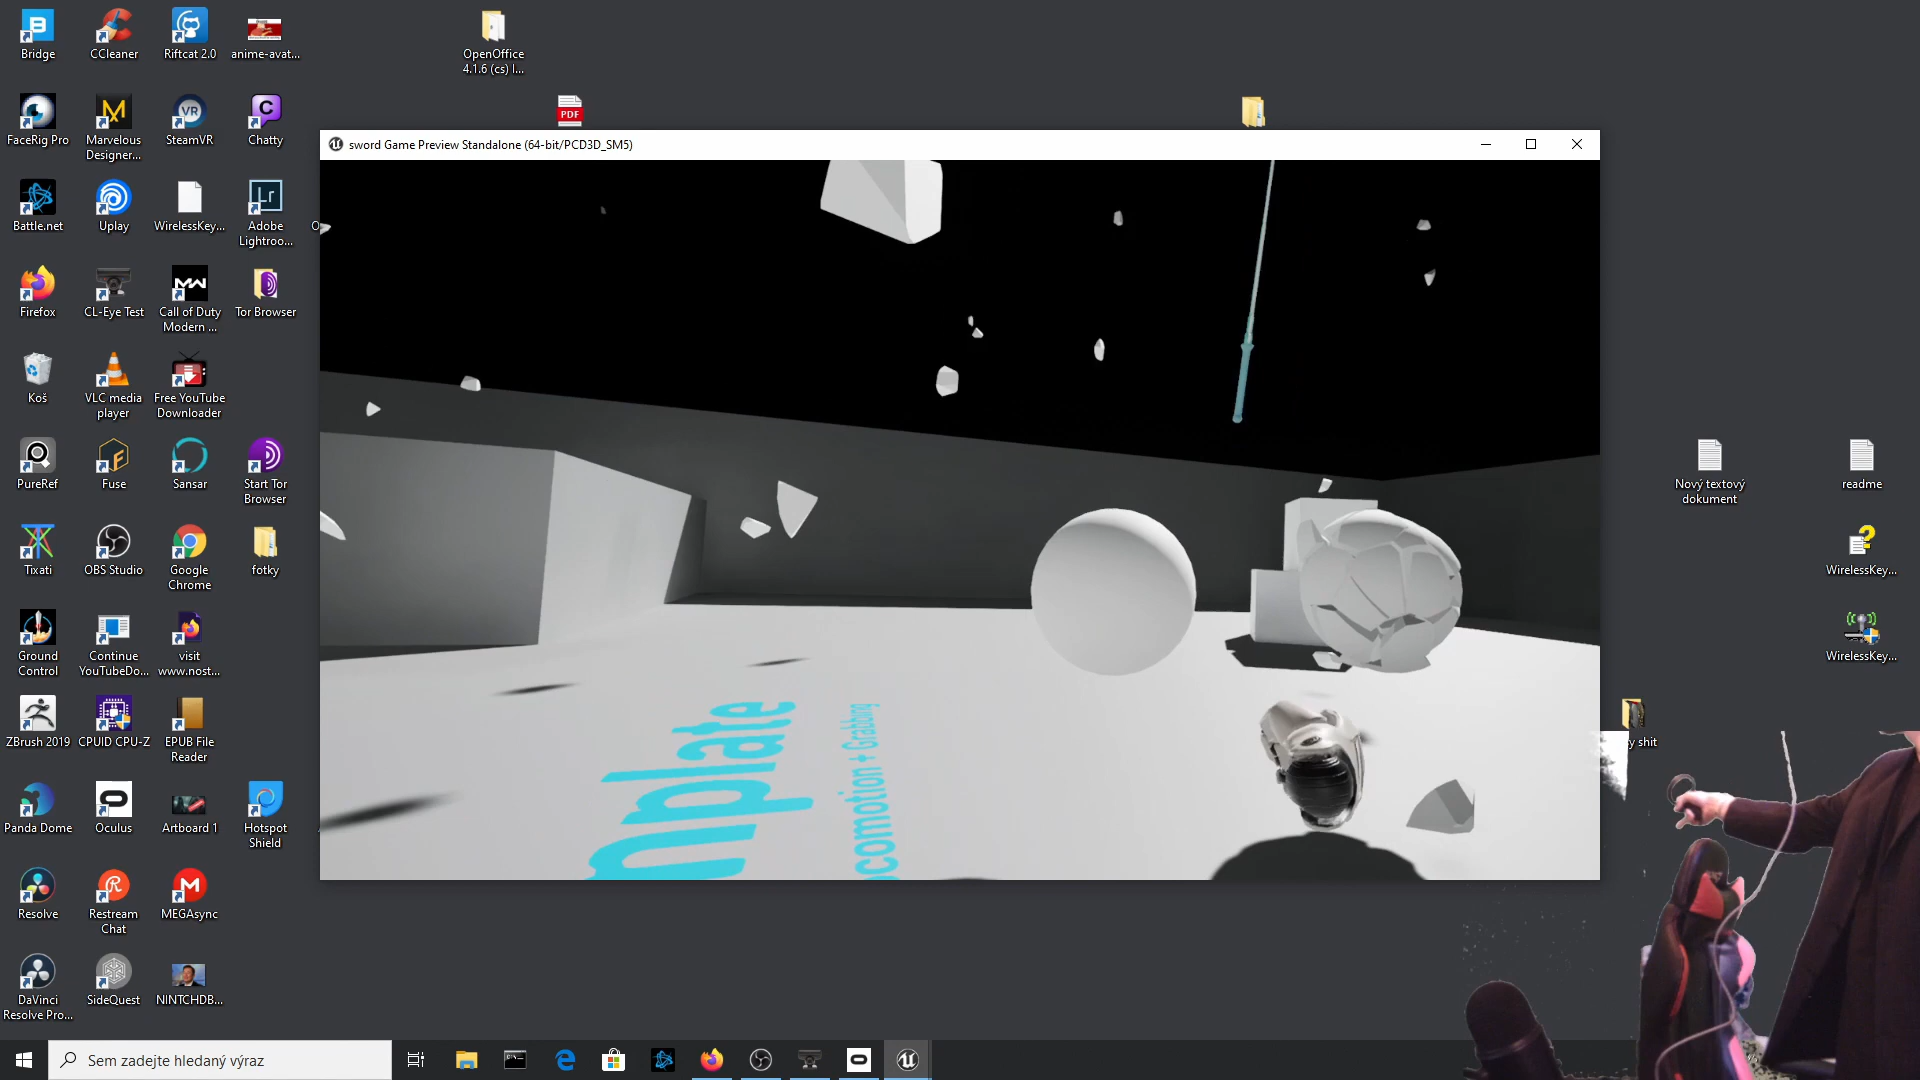 Bridge
CCleaner
Riftcat 2.0
anime-avat...
OpenOffice
4.1.6 (cs) I...
FaceRig Pro
Marvelous
Designer...
SteamVR
Chatty
PDF
sword Game Preview Standalone (64-bit/PCD3D_SM5)
Battle.net
Uplay
WirelessKey...
Adobe
Lightroo...
Firefox
CL-Eye Test
Call of Duty
Modern ...
Tor Browser
Koš
VLC media
player
Free YouTube
Downloader
PureRef
Fuse
Sansar
Start Tor
Browser
Nový textový
dokument
readme
Tixati
OBS Studio
Google
Chrome
fotky
WirelessKey...
Ground
Control
Continue
YouTubeDo...
visit
www.nost...
WirelessKey...
ZBrush 2019
CPUID CPU-Z
EPUB File
Reader
mplate
comotion + Grabbing
y shit
Panda Dome
Oculus
Artboard 1
Hotspot
Shield
Resolve
Restream
Chat
MEGAsync
DaVinci
Resolve Pro...
SideQuest
NINTCHDB...
Sem zadejte hledaný výraz